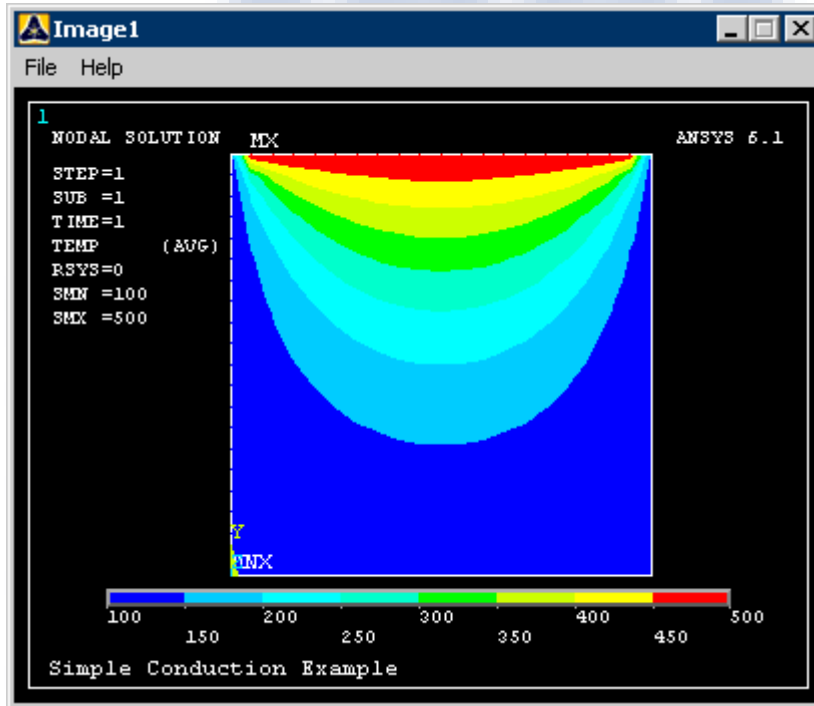 Image1
File Help
1
NODAL SOLUTION
STEP=1
SUB =1
TIME=1
TEMP (AVG)
RSYS=0
SMN =100
SMX =500
MX
ANSYS 6.1
Y
100 200 300 400 500
150 250 350 450
Simple Conduction Example